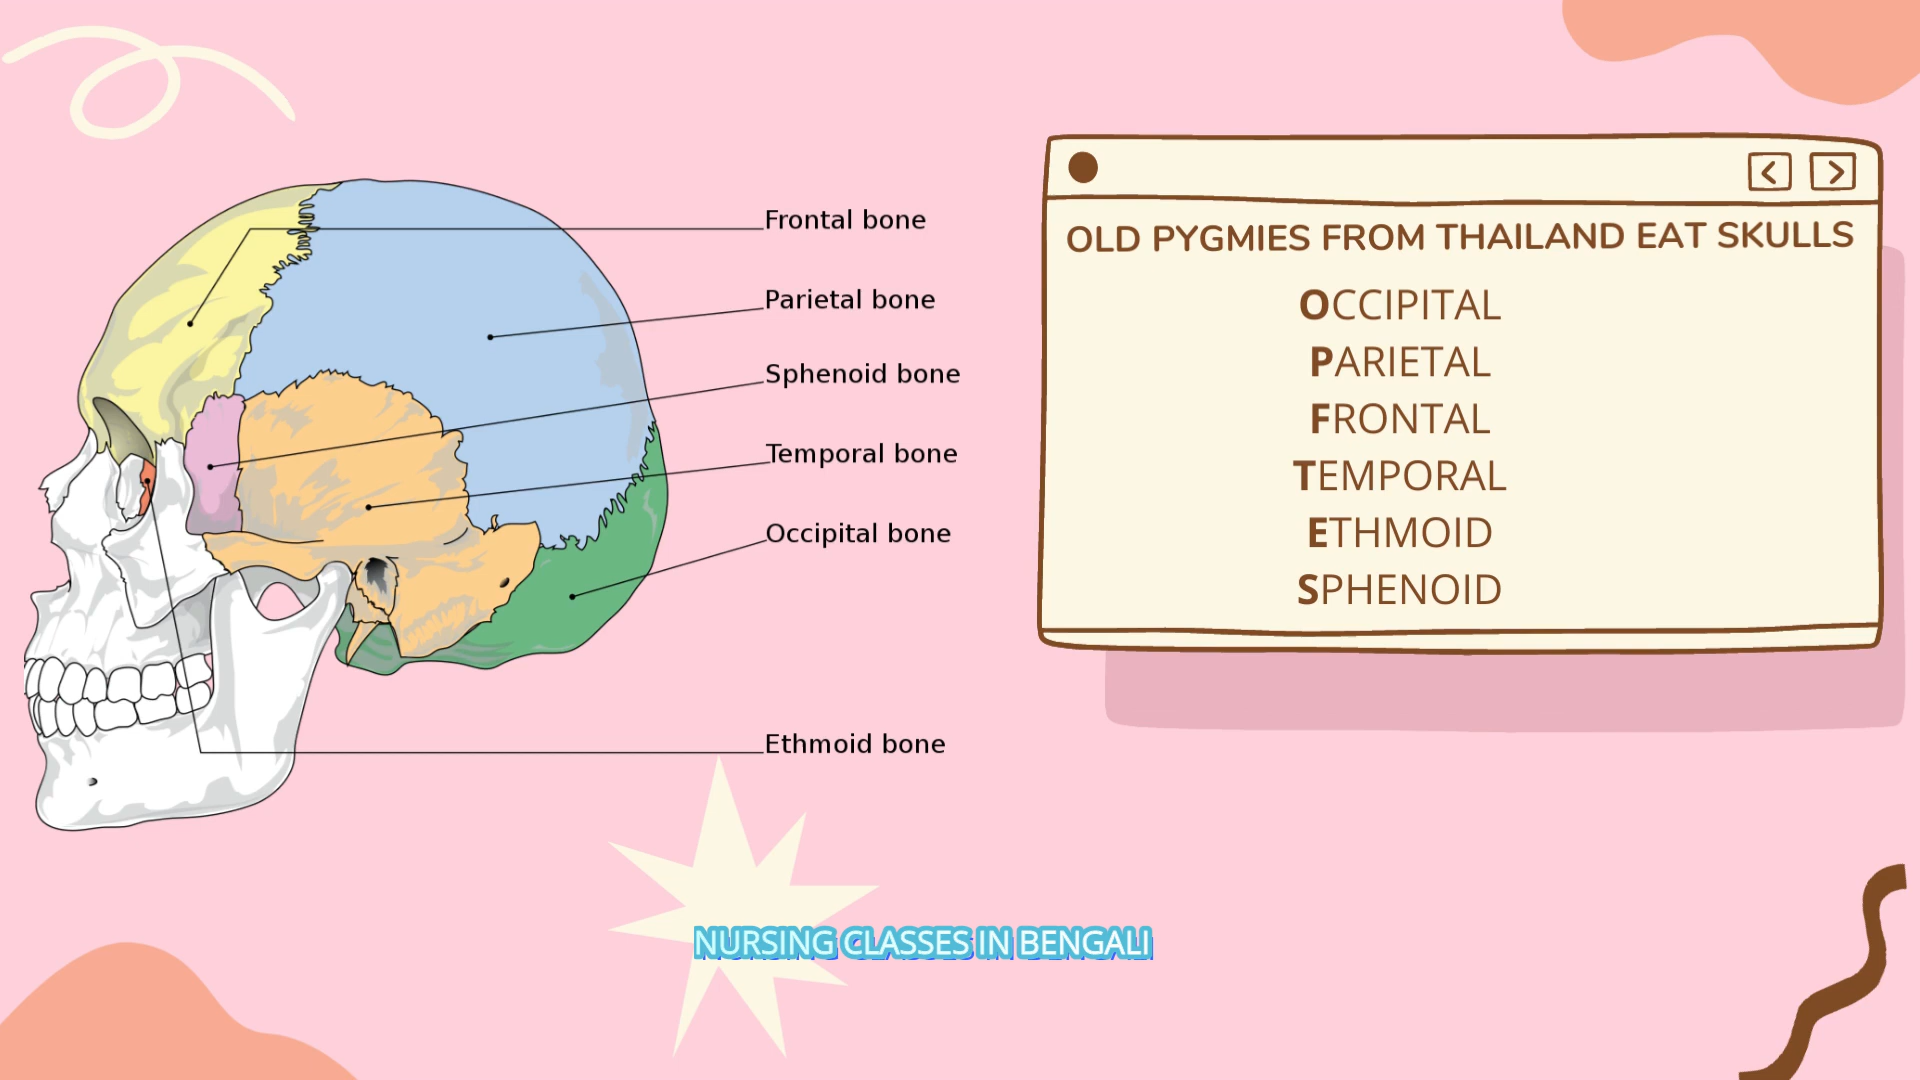 Frontal bone
Parietal bone
Sphenoid bone
Temporal bone
Occipital bone
Ethmoid bone
OLD PYGMIES FROM THAILAND EAT SKULLS
OCCIPITAL
PARIETAL
FRONTAL
TEMPORAL
ETHMOID
SPHENOID
NURSING CLASSES IN BENGALI